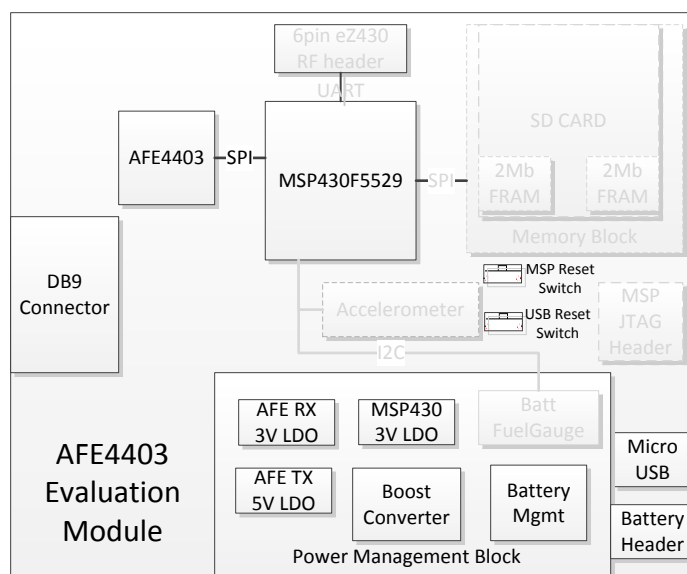 6pin eZ430
RF header
UART
AFE4403
SPI
MSP430F5529
SPI
SD CARD
2Mb
FRAM
2Mb
FRAM
Memory Block
DB9
Connector
Accelerometer
MSP Reset
Switch
USB Reset
Switch
MSP
JTAG
Header
I2C
AFE RX
3V LDO
MSP430
3V LDO
Batt
FuelGauge
AFE TX
5V LDO
Boost
Converter
Battery
Mgmt
Power Management Block
Micro
USB
Battery
Header
AFE4403
Evaluation
Module